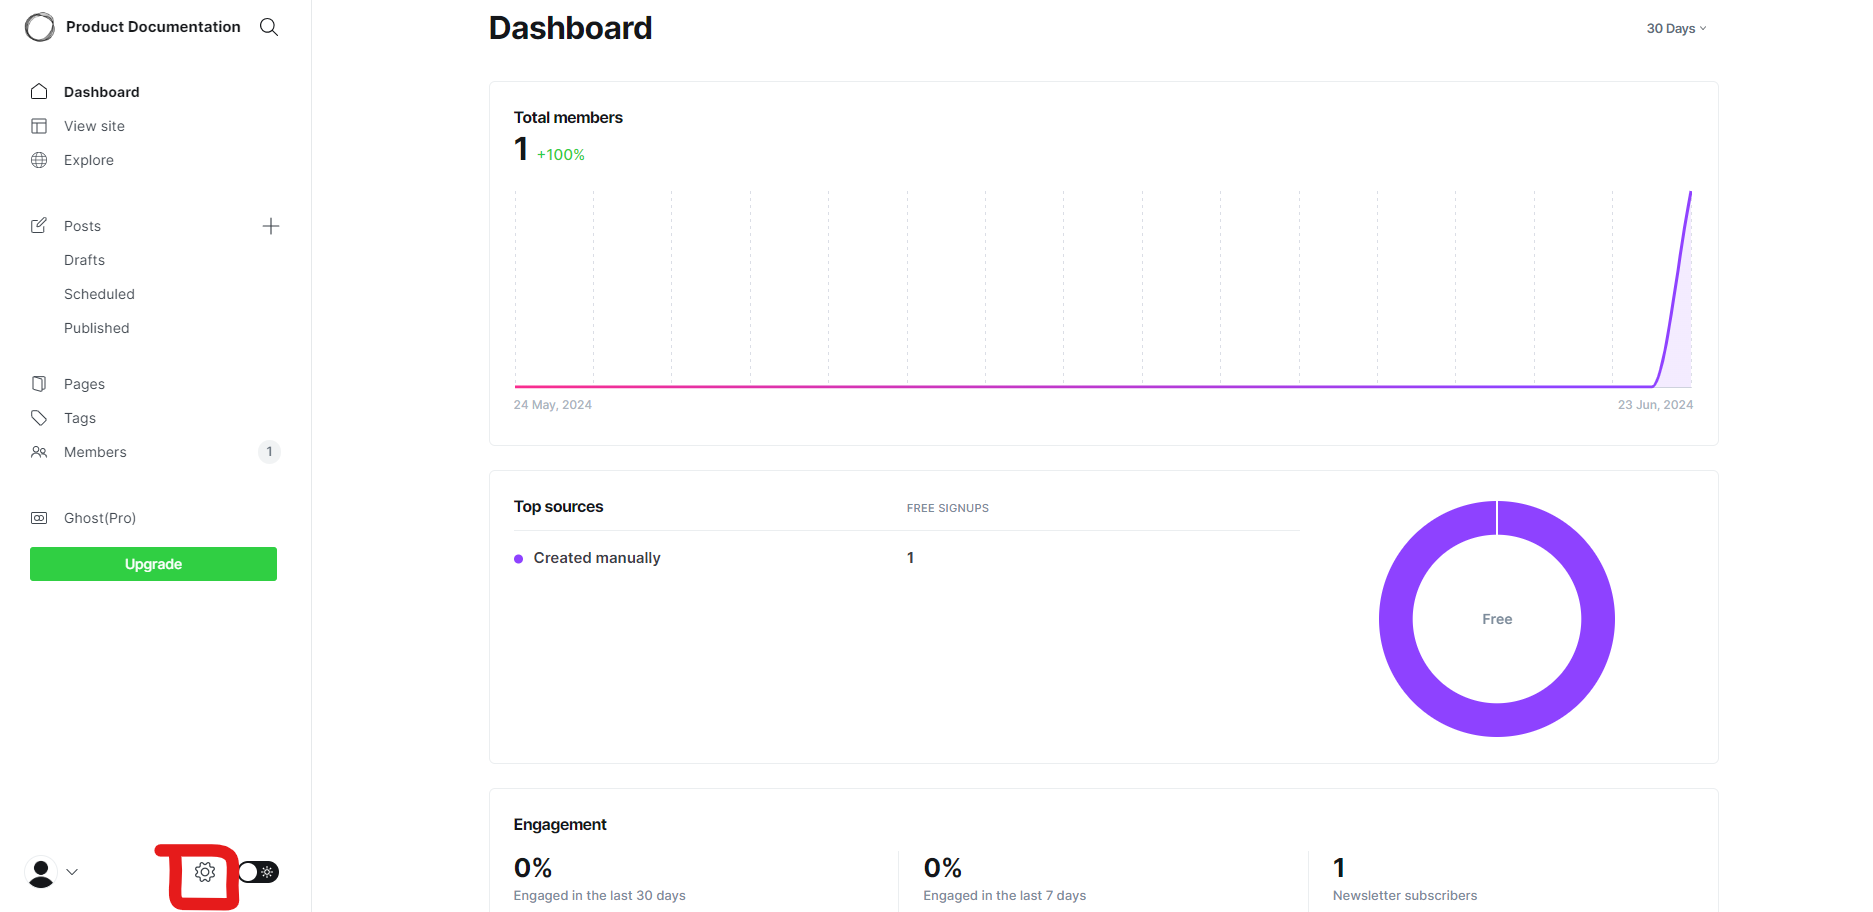 Product Documentation
Dashboard
View site
Explore
Posts
Drafts
Scheduled
Published
Pages
Tags
Members 1
Ghost(Pro)
Upgrade
Dashboard
30 Days
Total members
1 +100%
24 May, 2024 23 Jun, 2024
Top sources FREE SIGNUPS
Created manually 1
Free
Engagement
0% 0% 1
Engaged in the last 30 days Engaged in the last 7 days Newsletter subscribers